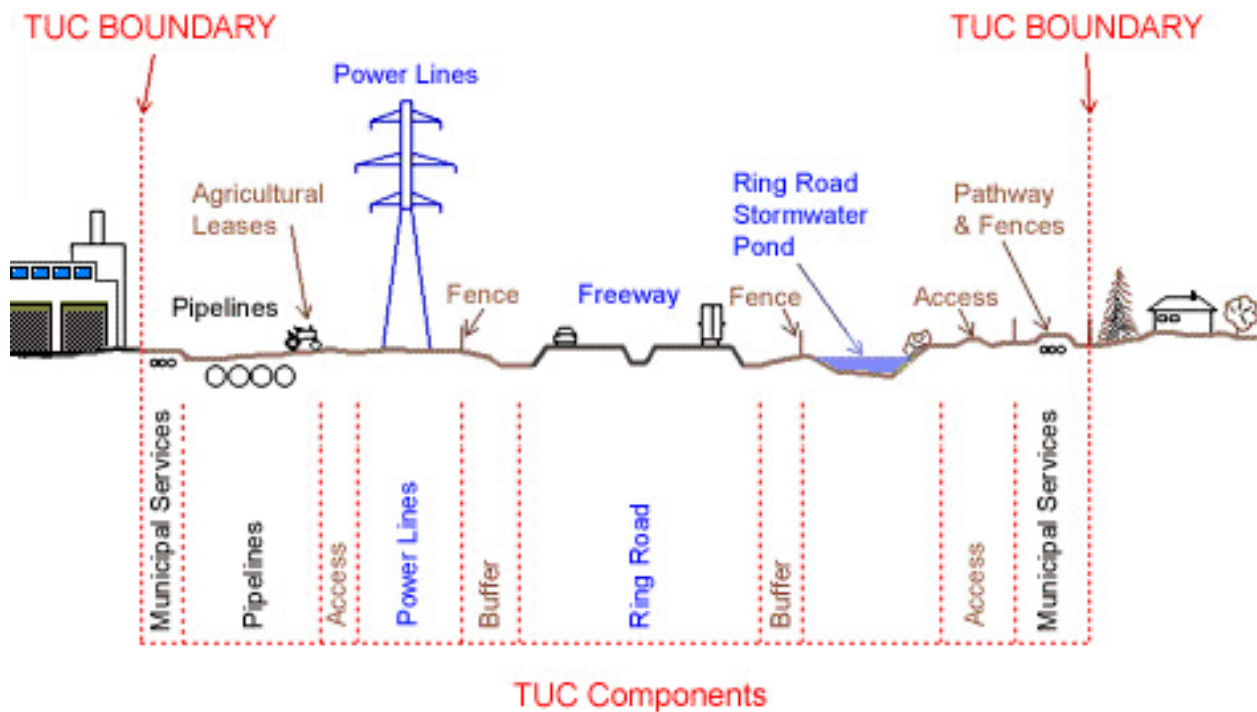 TUC BOUNDARY
TUC BOUNDARY
Power Lines
Agricultural
Leases
Ring Road
Stormwater
Pond
Pathway
& Fences
Pipelines
Fence
Freeway
Fence
Access
Municipal Services
Pipelines
Access
Power Lines
Buffer
Ring Road
Buffer
Access
Municipal Services
TUC Components